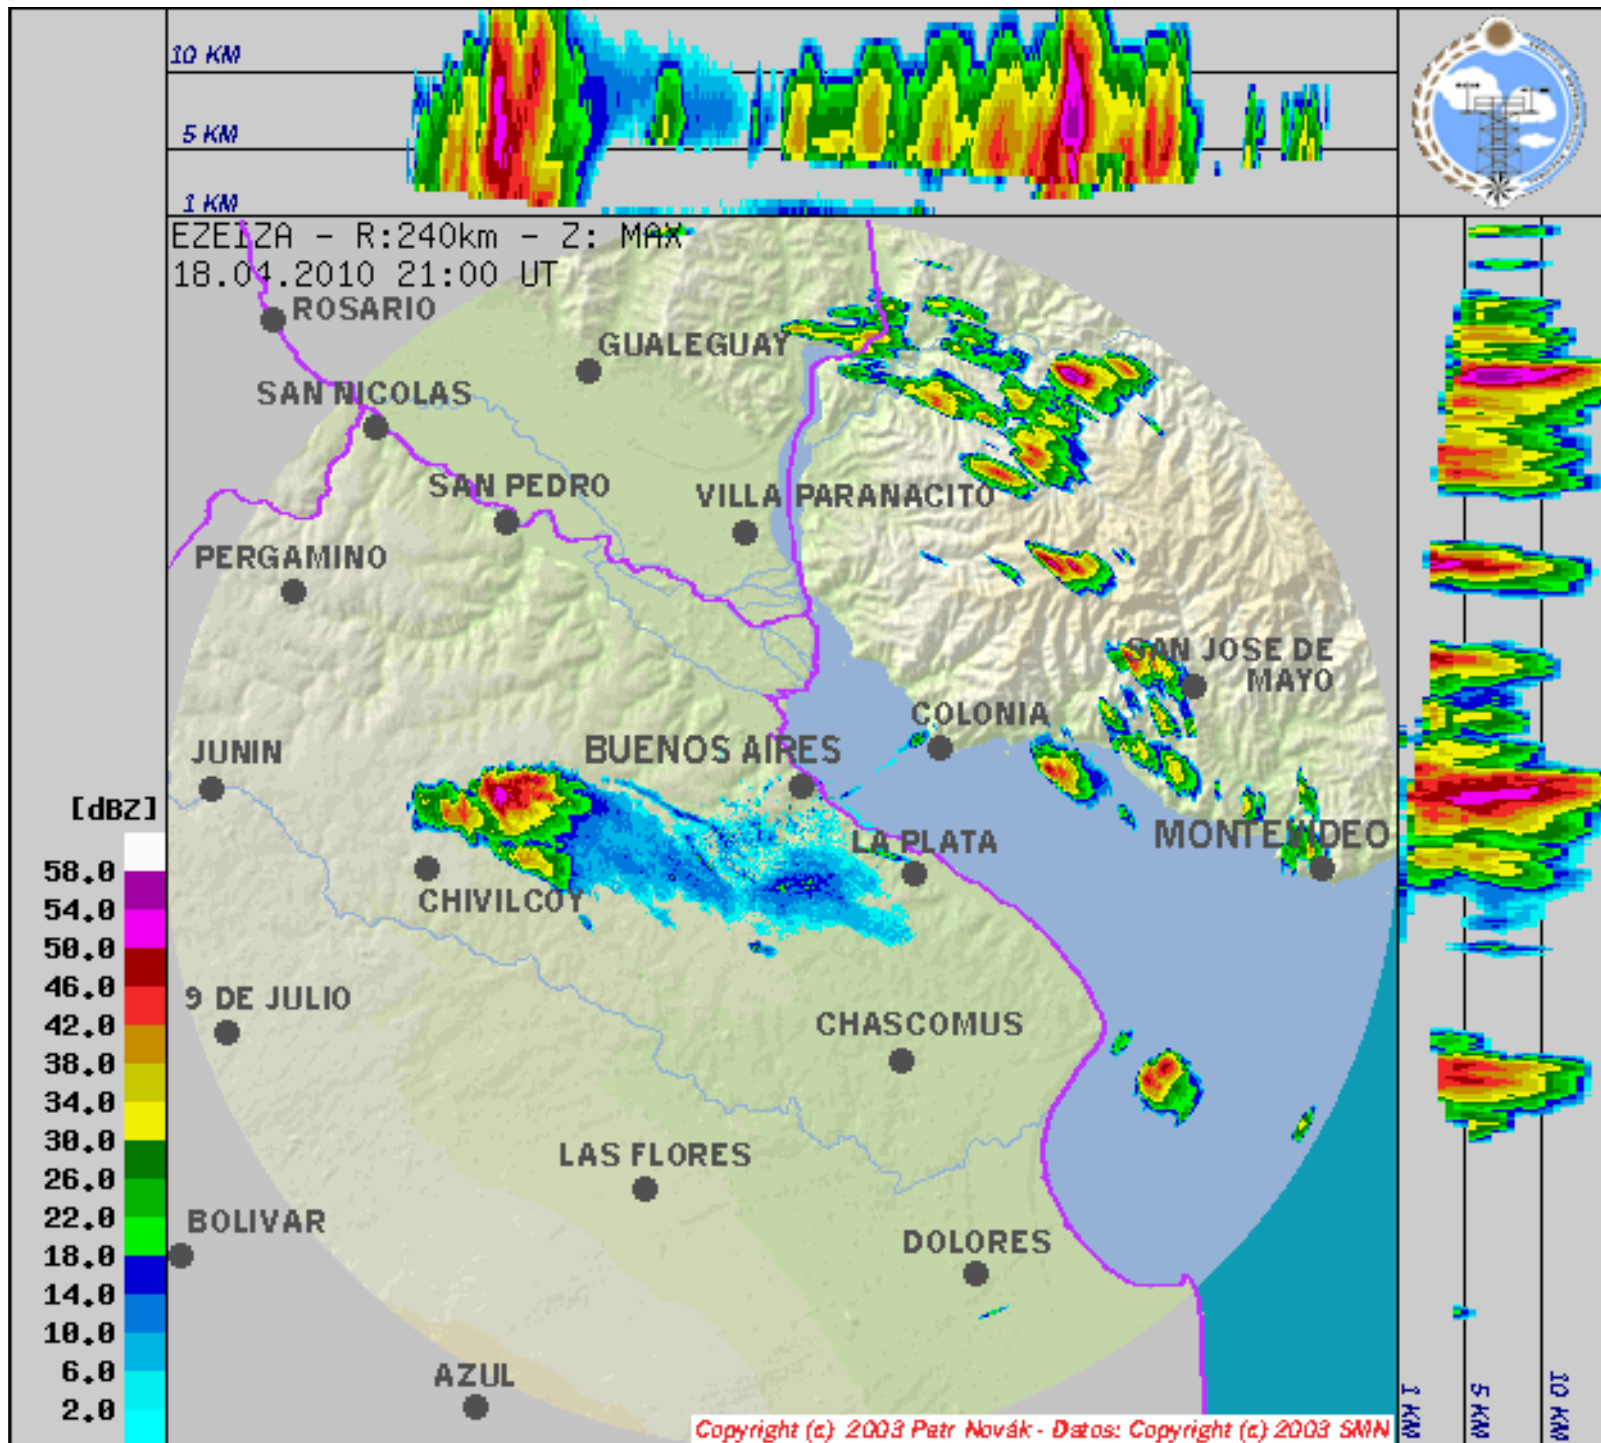 10 KM
5 KM
1 KM
EZEIZA - R:240km - Z: MAX
18.04.2010 21:00 UT
ROSARIO
GUALEGUAY
SAN NICOLAS
SAN PEDRO
VILLA PARANACITO
PERGAMINO
SAN JOSE DE
MAYO
COLONIA
JUNIN
BUENOS AIRES
[dBZ]
LA PLATA
MONTEVIDEO
58.0
CHIVILCOY
54.0
50.0
46.0
9 DE JULIO
42.0
CHASCOMUS
38.0
34.0
30.0
LAS FLORES
26.0
22.0
BOLIVAR
DOLORES
18.0
14.0
10.0
6.0
AZUL
2.0
1 KM
5 KM
10 KM
Copyright (c) 2003 Petr Novák - Datos: Copyright (c) 2003 SMN